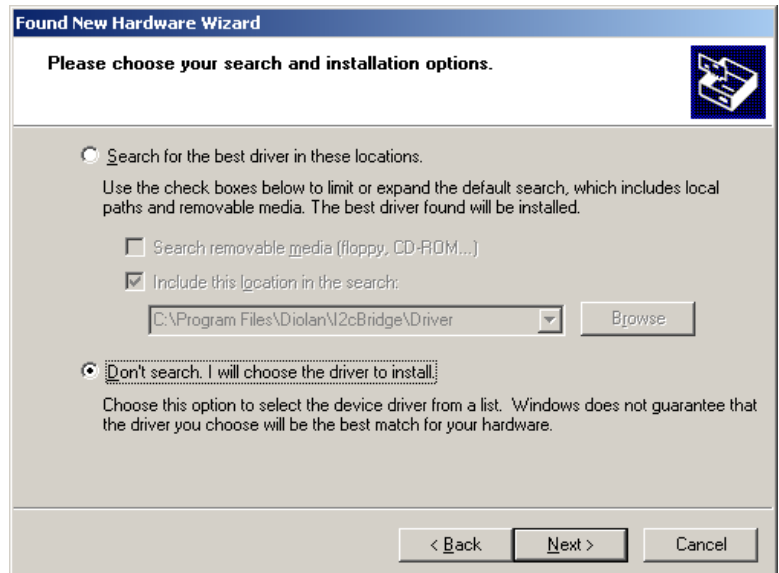 Found New Hardware Wizard
Please choose your search and installation options.
Search for the best driver in these locations.
Use the check boxes below to limit or expand the default search, which includes local
paths and removable media. The best driver found will be installed.
Search removable media (floppy, CD-ROM...)
Include this location in the search:
C:\Program Files\Diolan\I2cBridge\Driver
Browse
Don't search. I will choose the driver to install.
Choose this option to select the device driver from a list. Windows does not guarantee that
the driver you choose will be the best match for your hardware.
< Back Next > Cancel